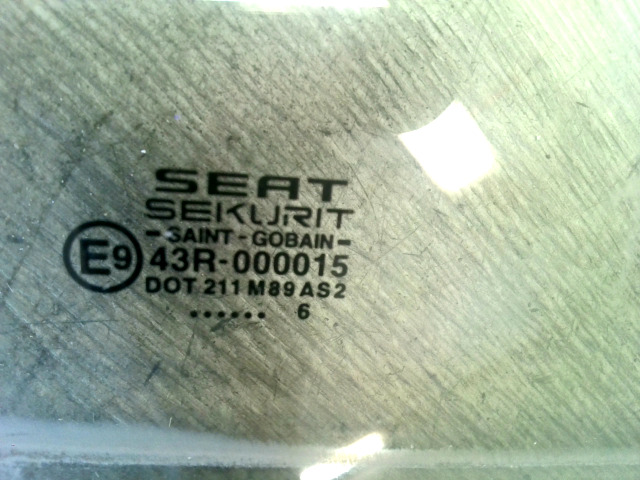 SEAT
SEKURIT
- SAINT-GOBAIN -
E9 43R-000015
DOT 211 M89 AS2
...... 6